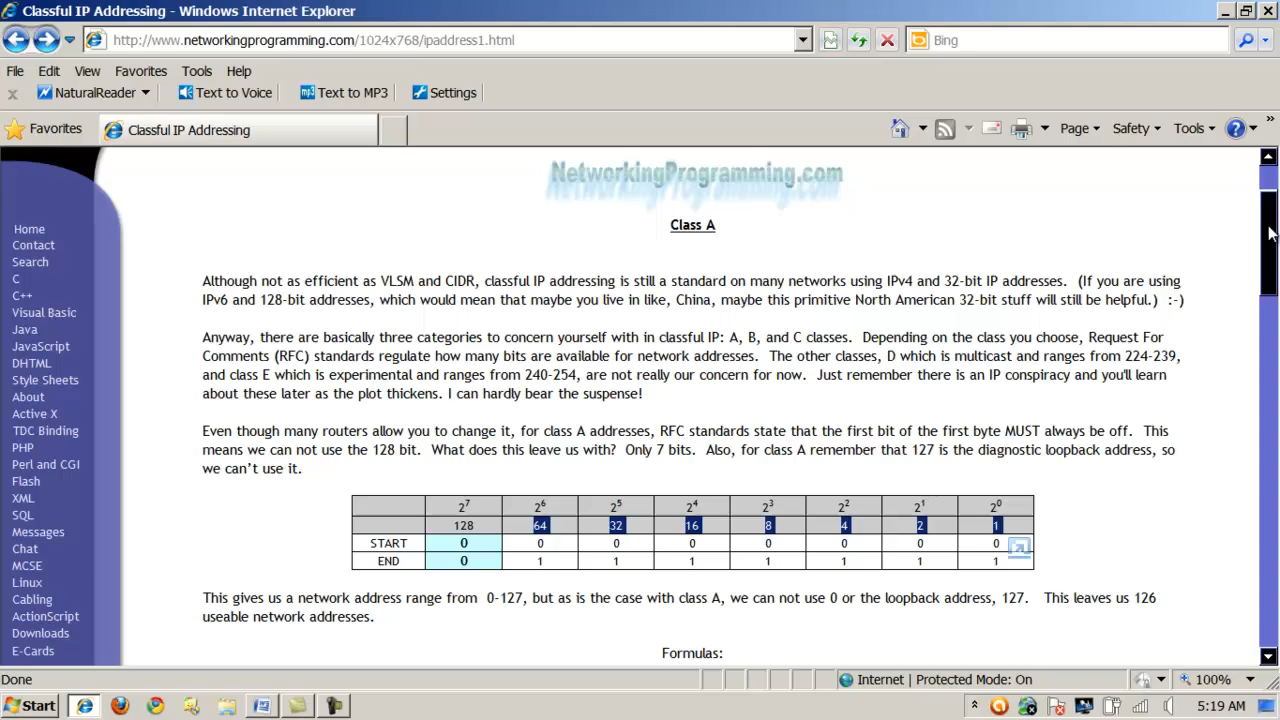 Classful IP Addressing - Windows Internet Explorer
http://www.networkingprogramming.com/1024x768/ipaddress1.html
Bing
File Edit View Favorites Tools Help
x NaturalReader Text to Voice Text to MP3 Settings
Favorites Classful IP Addressing Page Safety Tools
NetworkingProgramming.com
Class A
Home
Contact
Search
C
C++
Visual Basic
Java
JavaScript
DHTML
Style Sheets
About
Active X
TDC Binding
PHP
Perl and CGI
Flash
XML
SQL
Messages
Chat
MCSE
Linux
Cabling
ActionScript
Downloads
E-Cards
Although not as efficient as VLSM and CIDR, classful IP addressing is still a standard on many networks using IPv4 and 32-bit IP addresses. (If you are using
IPv6 and 128-bit addresses, which would mean that maybe you live in like, China, maybe this primitive North American 32-bit stuff will still be helpful.) :-)
Anyway, there are basically three categories to concern yourself with in classful IP: A, B, and C classes. Depending on the class you choose, Request For
Comments (RFC) standards regulate how many bits are available for network addresses. The other classes, D which is multicast and ranges from 224-239,
and class E which is experimental and ranges from 240-254, are not really our concern for now. Just remember there is an IP conspiracy and you'll learn
about these later as the plot thickens. I can hardly bear the suspense!
Even though many routers allow you to change it, for class A addresses, RFC standards state that the first bit of the first byte MUST always be off. This
means we can not use the 128 bit. What does this leave us with? Only 7 bits. Also, for class A remember that 127 is the diagnostic loopback address, so
we can't use it.
2⁷ 2⁶ 2⁵ 2⁴ 2³ 2² 2¹ 2⁰
128 64 32 16 8 4 2 1
START 0 0 0 0 0 0 0 0
END 0 1 1 1 1 1 1 1
This gives us a network address range from 0-127, but as is the case with class A, we can not use 0 or the loopback address, 127. This leaves us 126
useable network addresses.
Formulas:
Done Internet | Protected Mode: On 100%
Start 5:19 AM